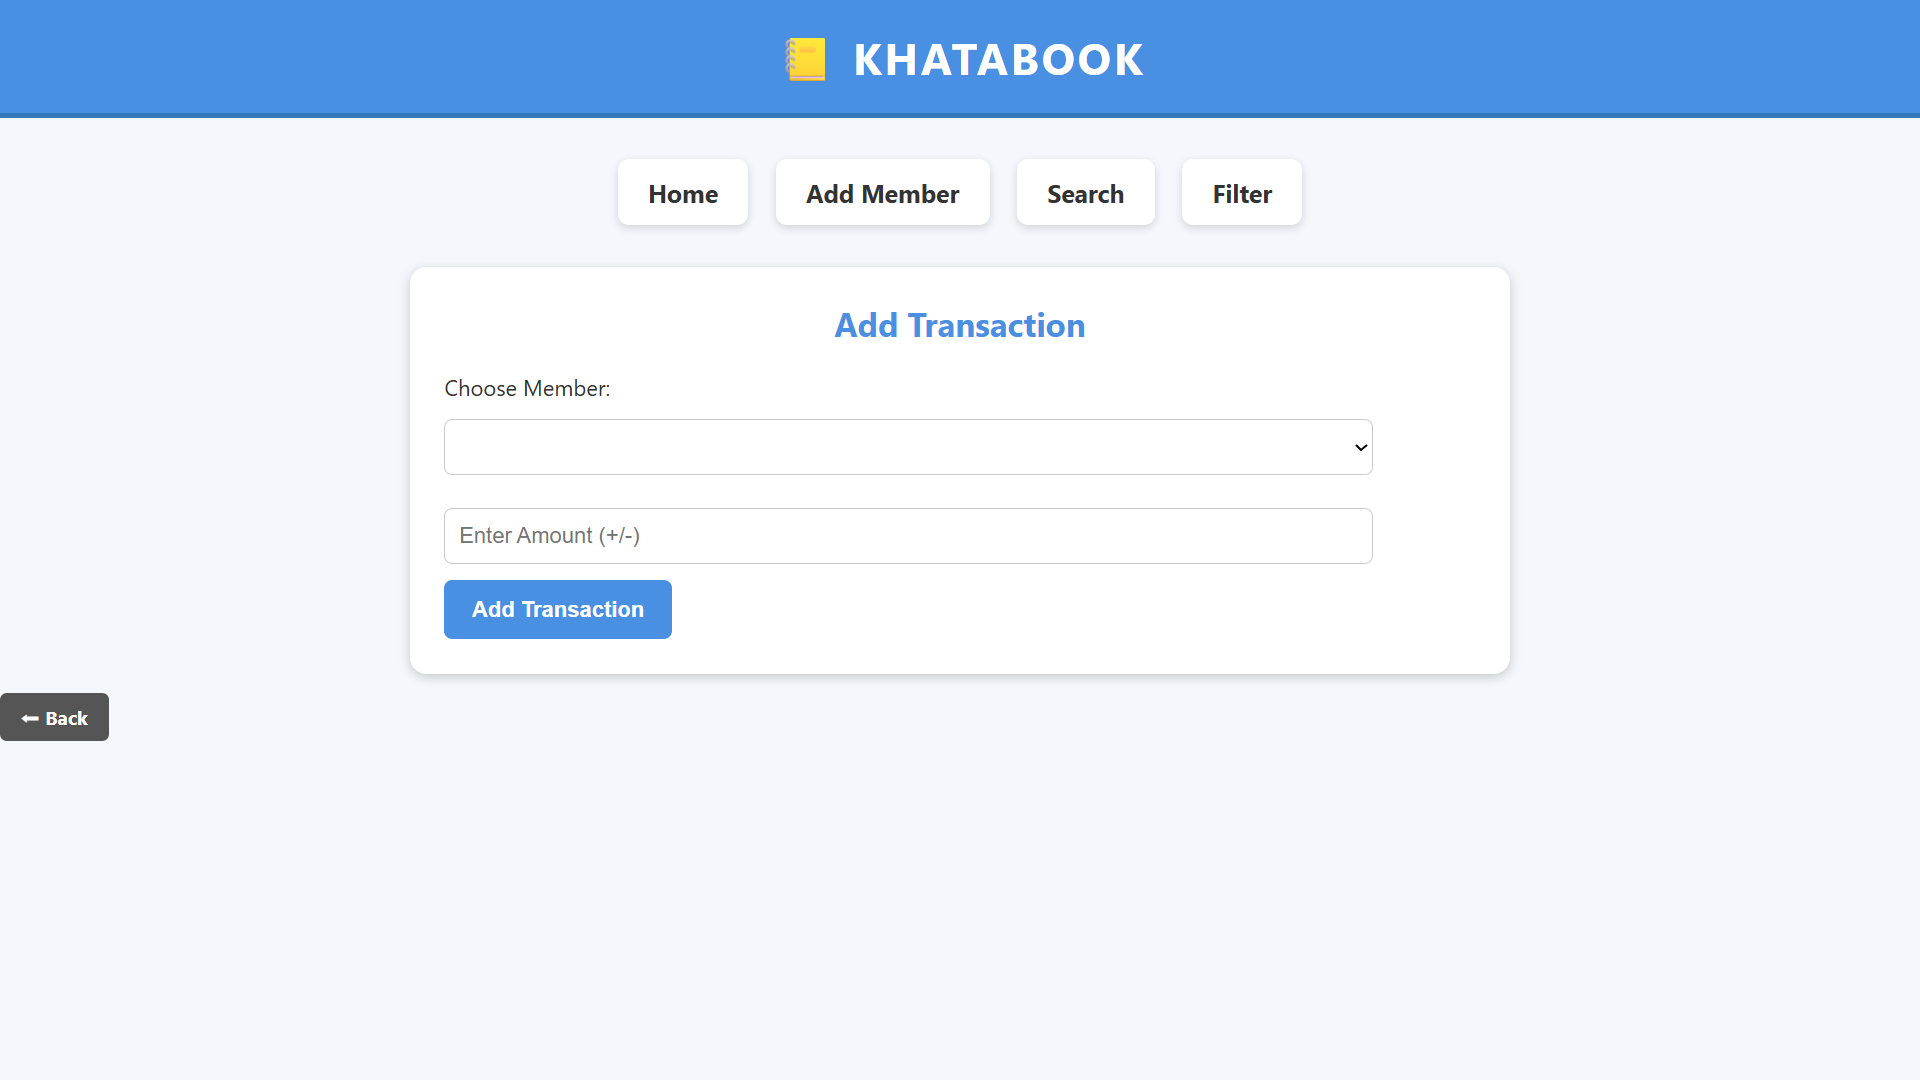 KHATABOOK
Home Add Member Search Filter
Add Transaction
Choose Member:
Enter Amount (+/-)
Add Transaction
⬅ Back